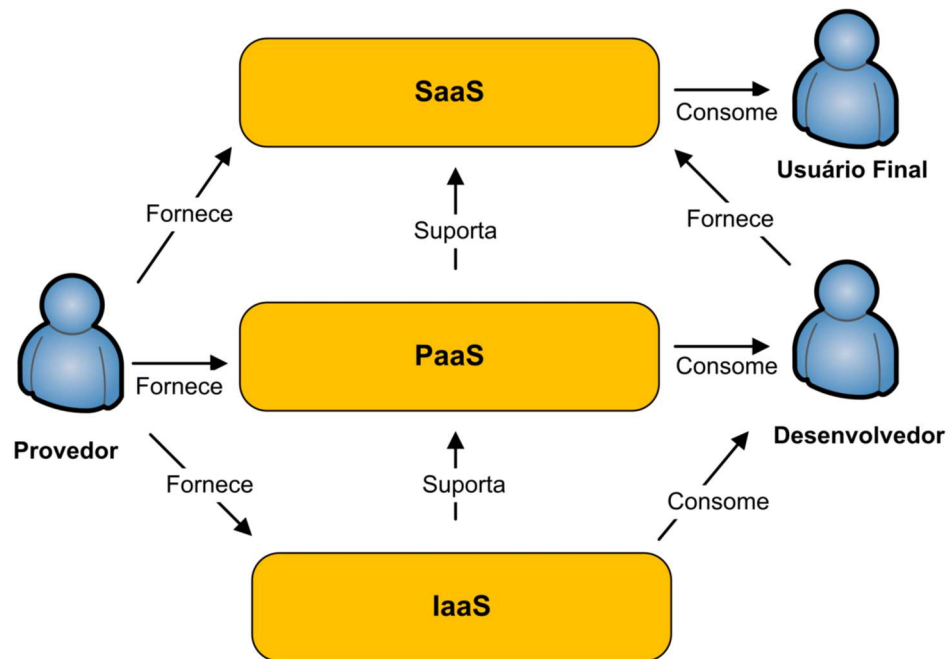 SaaS
Consome
Usuário Final
Fornece
Suporta
Fornece
PaaS
Fornece
Consome
Provedor
Desenvolvedor
Fornece
Suporta
Consome
IaaS